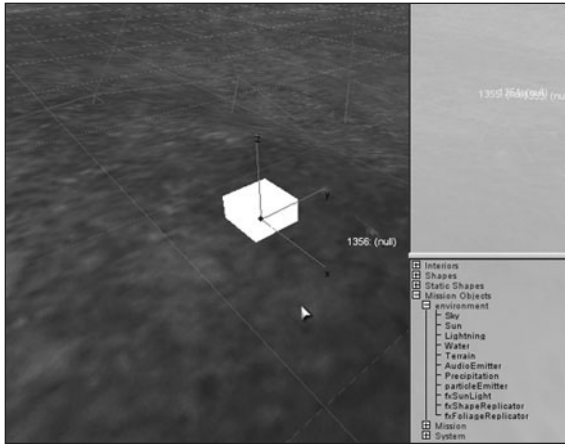 z
y
x
1356: (null)
Interiors
Shapes
Static Shapes
Mission Objects
environment
Sky
Sun
Lightning
Water
Terrain
AudioEmitter
Precipitation
particleEmitter
fxSunLight
fxShapeReplicator
fxFoliageReplicator
Mission
System